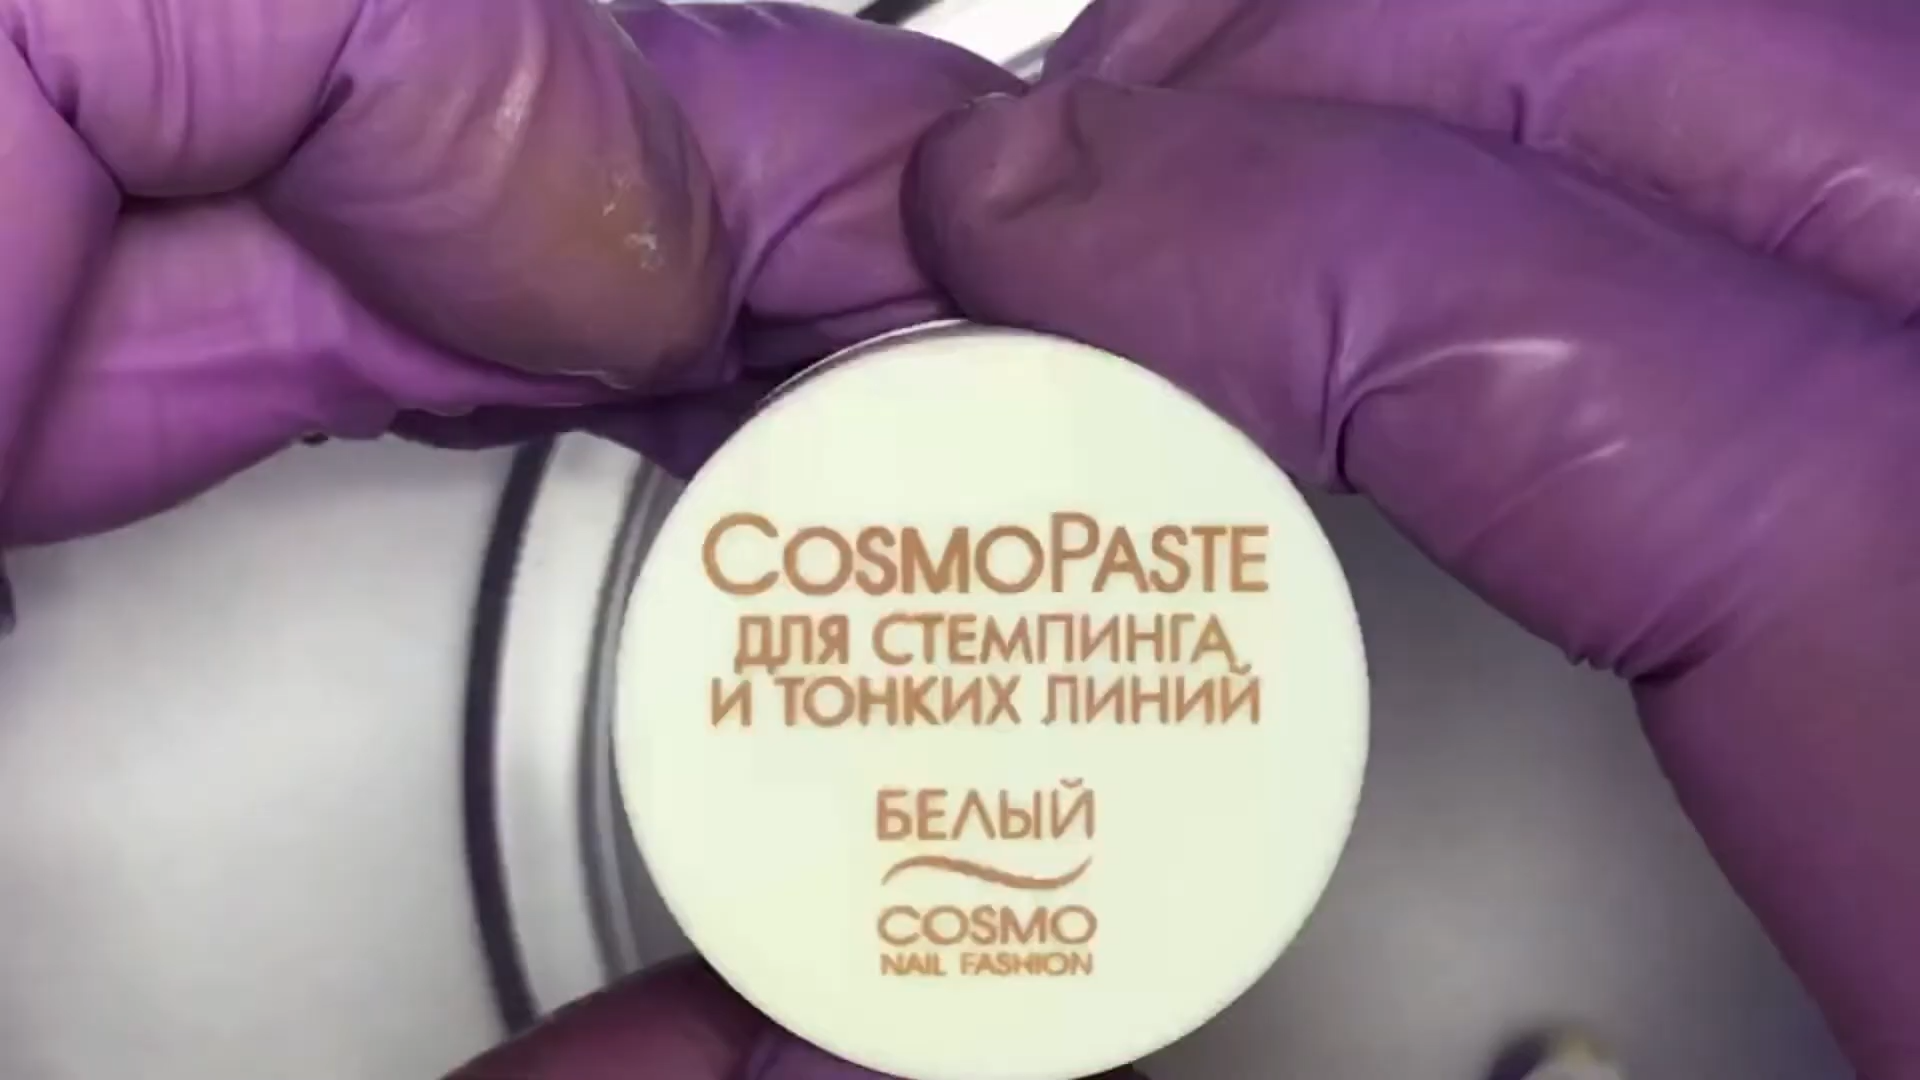 COSMOPASTE
ДЛЯ СТЕМПИНГА
И ТОНКИХ ЛИНИЙ
БЕЛЫЙ
COSMO
NAIL FASHION